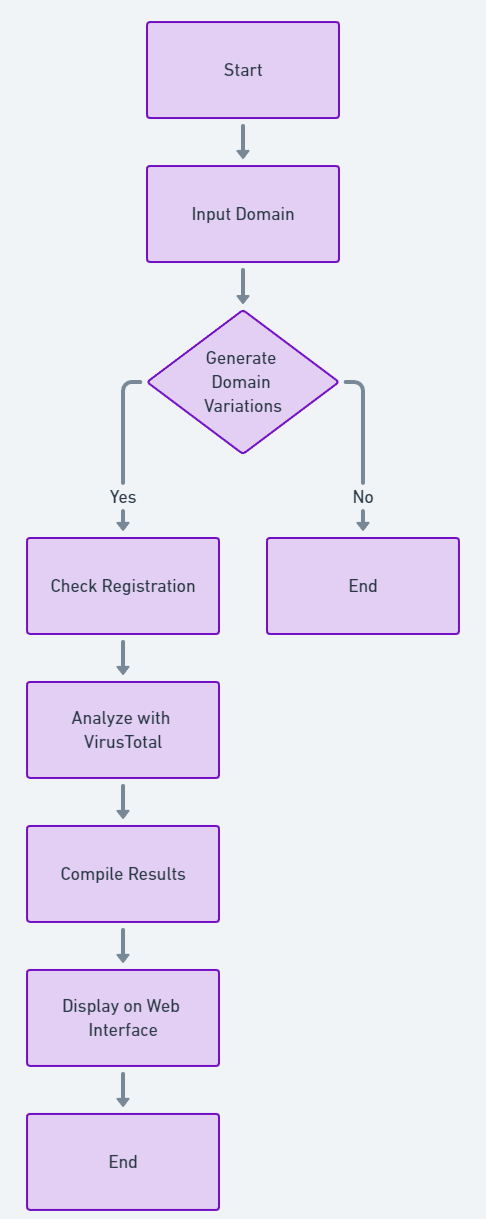 Start
Input Domain
Generate
Domain
Variations
Yes
No
Check Registration
End
Analyze with
VirusTotal
Compile Results
Display on Web
Interface
End